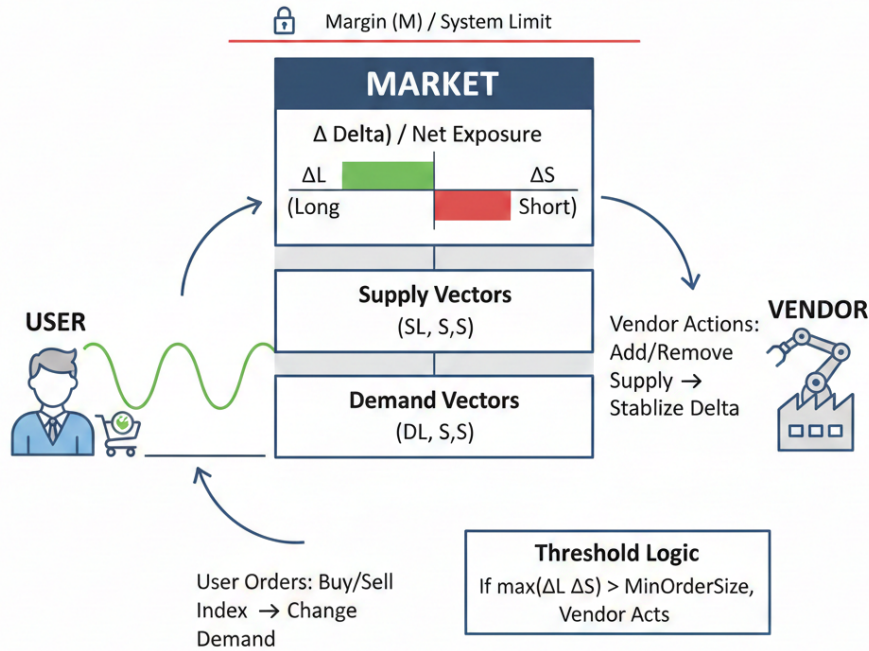 Margin (M) / System Limit
MARKET
Δ Delta) / Net Exposure
ΔL
ΔS
(Long
Short)
Supply Vectors
(SL, S,S)
Demand Vectors
(DL, S,S)
USER
VENDOR
Vendor Actions:
Add/Remove
Supply →
Stablize Delta
User Orders: Buy/Sell
Index → Change
Demand
Threshold Logic
If max(ΔL ΔS) > MinOrderSize,
Vendor Acts